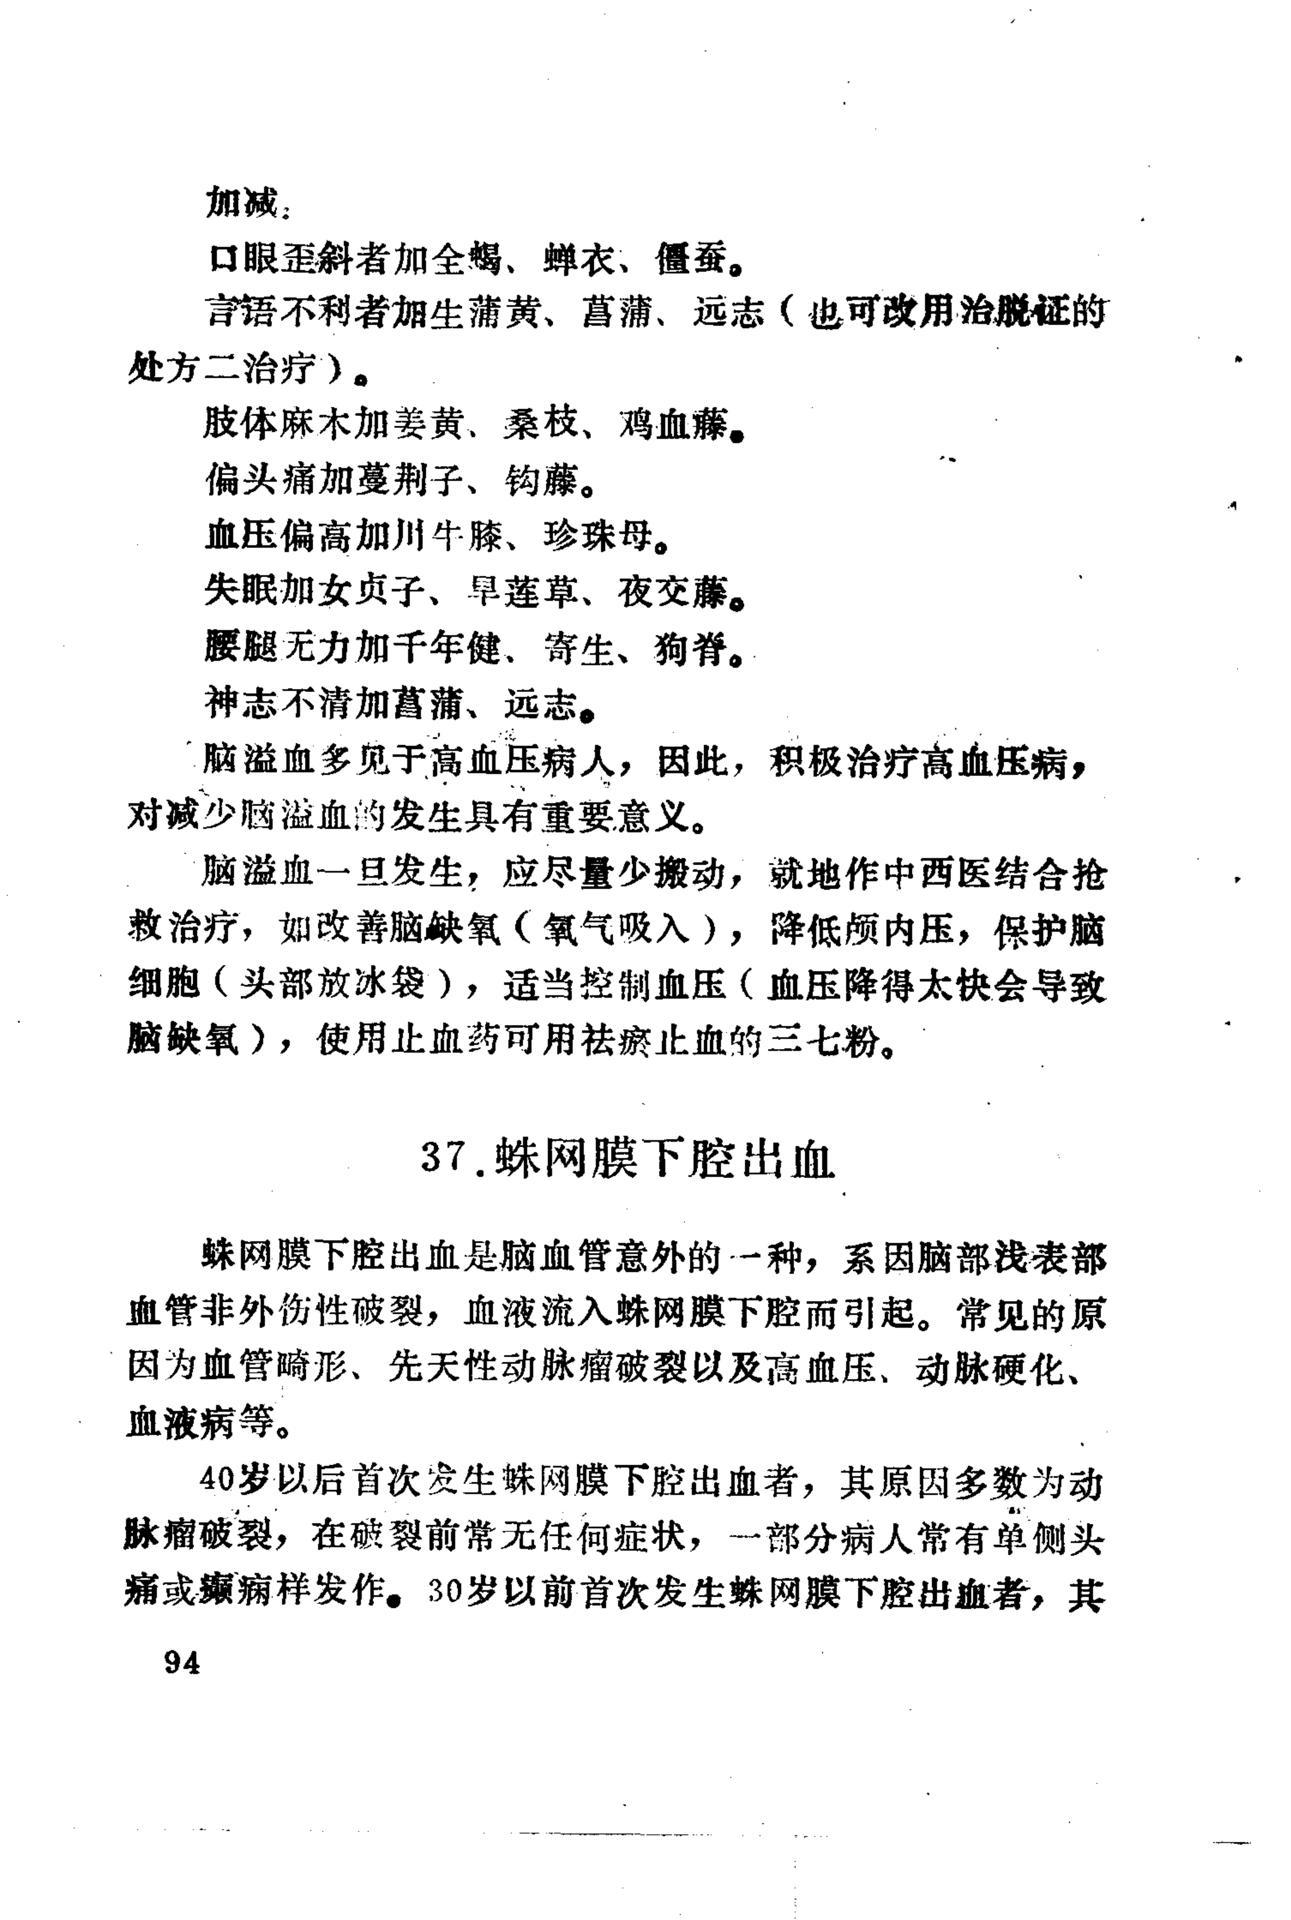 加减：
口眼歪斜者加全蝎、蝉衣、僵蚕。
言语不利者加生蒲黄、菖蒲、远志（也可改用治脱证的
处方二治疗）。
肢体麻木加姜黄、桑枝、鸡血藤。
偏头痛加蔓荆子、钩藤。
血压偏高加川牛膝、珍珠母。
失眠加女贞子、旱莲草、夜交藤。
腰腿无力加千年健、寄生、狗脊。
神志不清加菖蒲、远志。
脑溢血多见于高血压病人，因此，积极治疗高血压病，
对减少脑溢血的发生具有重要意义。
脑溢血一旦发生，应尽量少搬动，就地作中西医结合抢
救治疗，如改善脑缺氧（氧气吸入），降低颅内压，保护脑
细胞（头部放冰袋），适当控制血压（血压降得太快会导致
脑缺氧），使用止血药可用祛瘀止血的三七粉。
37.蛛网膜下腔出血
蛛网膜下腔出血是脑血管意外的一种，系因脑部浅表部
血管非外伤性破裂，血液流入蛛网膜下腔而引起。常见的原
因为血管畸形、先天性动脉瘤破裂以及高血压、动脉硬化、
血液病等。
40岁以后首次发生蛛网膜下腔出血者，其原因多数为动
脉瘤破裂，在破裂前常无任何症状，一部分病人常有单侧头
痛或癫痫样发作。30岁以前首次发生蛛网膜下腔出血者，其
94